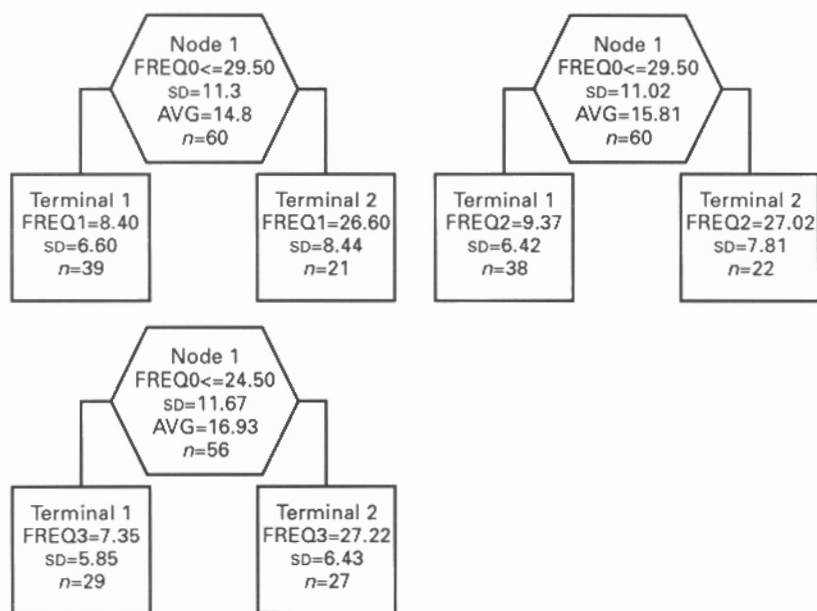 Node 1
FREQ0<=29.50
SD=11.3
AVG=14.8
n=60
Terminal 1
FREQ1=8.40
SD=6.60
n=39
Terminal 2
FREQ1=26.60
SD=8.44
n=21
Node 1
FREQ0<=29.50
SD=11.02
AVG=15.81
n=60
Terminal 1
FREQ2=9.37
SD=6.42
n=38
Terminal 2
FREQ2=27.02
SD=7.81
n=22
Node 1
FREQ0<=24.50
SD=11.67
AVG=16.93
n=56
Terminal 1
FREQ3=7.35
SD=5.85
n=29
Terminal 2
FREQ3=27.22
SD=6.43
n=27